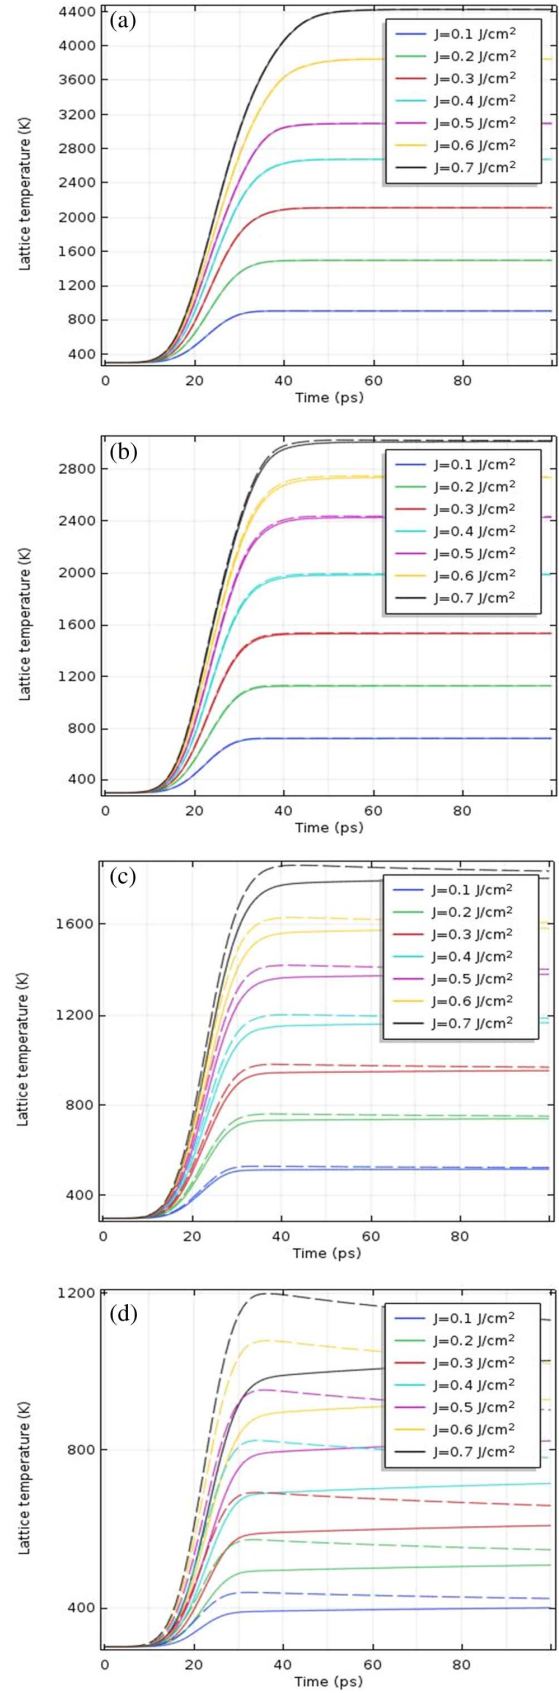 (a)
4400
4000
3600
3200
2800
2400
2000
1600
1200
800
400
Lattice temperature (K)
J=0.1 J/cm²
J=0.2 J/cm²
J=0.3 J/cm²
J=0.4 J/cm²
J=0.5 J/cm²
J=0.6 J/cm²
J=0.7 J/cm²
0 20 40 60 80
Time (ps)
(b)
2800
2400
2000
1600
1200
800
400
Lattice temperature (K)
J=0.1 J/cm²
J=0.2 J/cm²
J=0.3 J/cm²
J=0.4 J/cm²
J=0.5 J/cm²
J=0.6 J/cm²
J=0.7 J/cm²
0 20 40 60 80
Time (ps)
(c)
1600
1200
800
400
Lattice temperature (K)
J=0.1 J/cm²
J=0.2 J/cm²
J=0.3 J/cm²
J=0.4 J/cm²
J=0.5 J/cm²
J=0.6 J/cm²
J=0.7 J/cm²
0 20 40 60 80
Time (ps)
(d)
1200
800
400
Lattice temperature (K)
J=0.1 J/cm²
J=0.2 J/cm²
J=0.3 J/cm²
J=0.4 J/cm²
J=0.5 J/cm²
J=0.6 J/cm²
J=0.7 J/cm²
0 20 40 60 80
Time (ps)